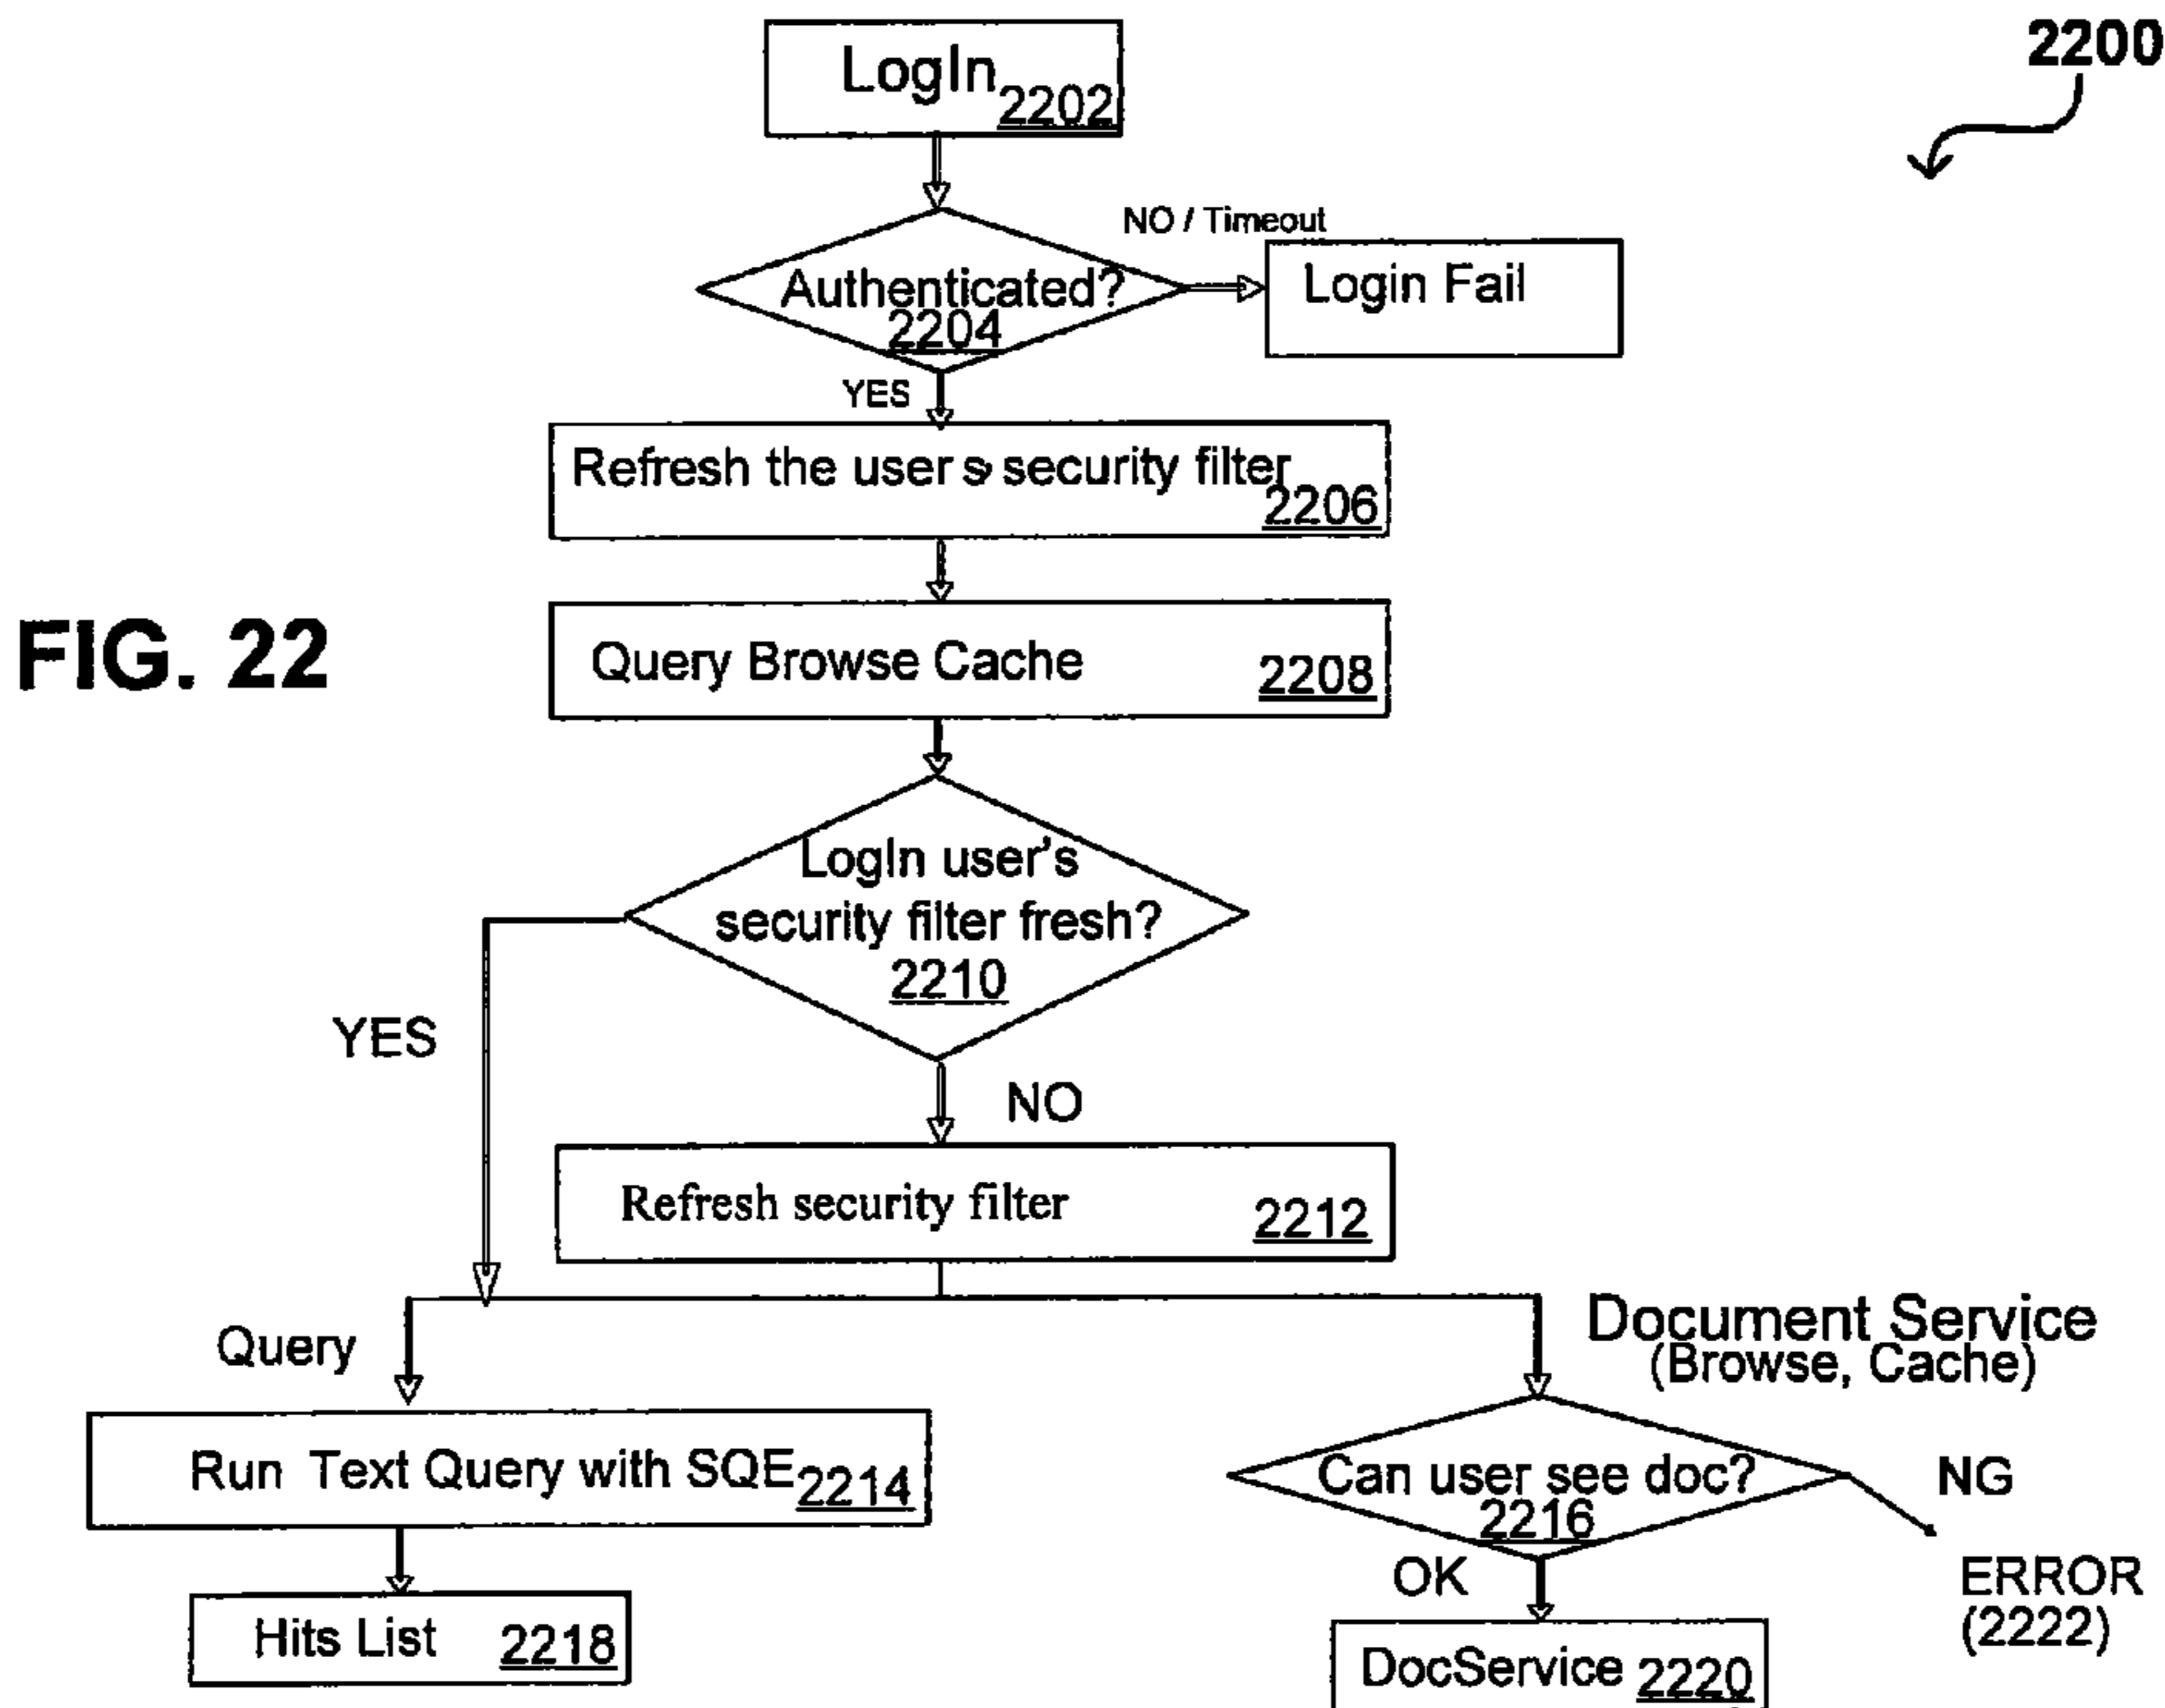 2200
LogIn 2202
NO / Timeout
Authenticated?
2204
Login Fail
YES
Refresh the user s security filter
2206
FIG. 22
Query Browse Cache 2208
LogIn user's
security filter fresh?
2210
YES
NO
Refresh security filter 2212
Query
Document Service
(Browse, Cache)
Run Text Query with SQE 2214
Can user see doc?
2216
NG
OK
ERROR
(2222)
Hits List 2218
DocService 2220